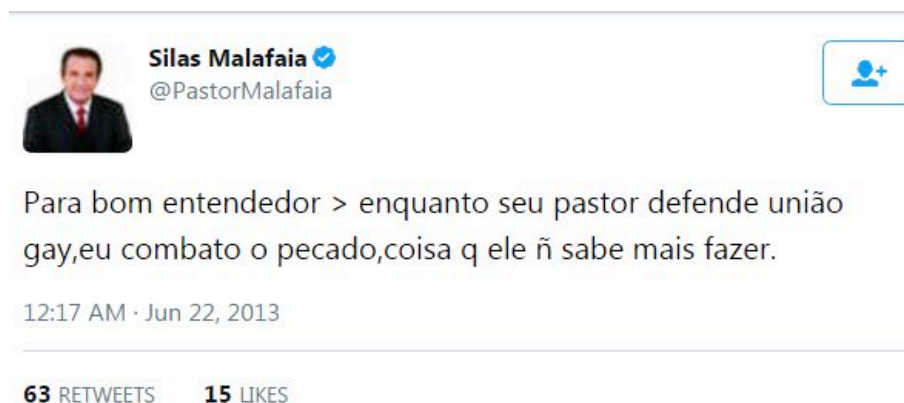 Silas Malafaia
@PastorMalafaia
Para bom entendedor > enquanto seu pastor defende união
gay,eu combato o pecado,coisa q ele ñ sabe mais fazer.
12:17 AM · Jun 22, 2013
63 RETWEETS 15 LIKES